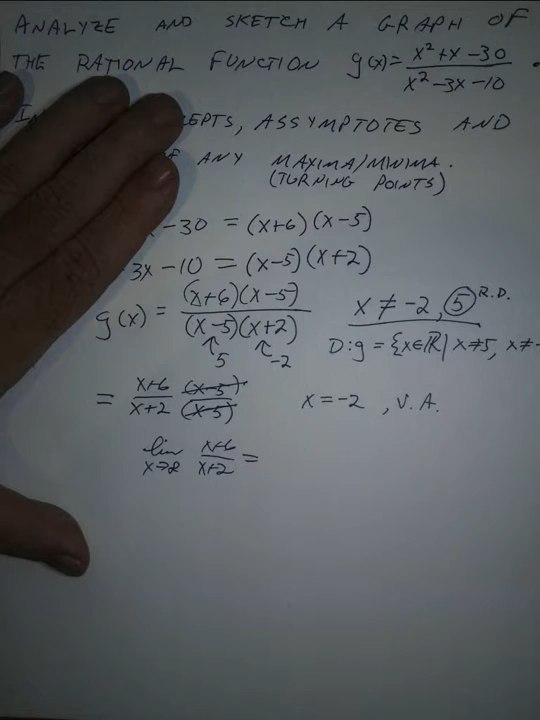 ANALYZE AND SKETCH A GRAPH OF
THE RATIONAL FUNCTION g(x) = x² + x - 30 / x² - 3x - 10 .
ASSYMPTOTES AND
ANY MAXIMA/MINIMA.
(TURNING POINTS)
- 30 = (x+6)(x-5)
3x - 10 = (x-5)(x+2)
g(x) = (x+6)(x-5) / (x-5)(x+2) x ≠ -2, 5 R.D.
5 -2 D:g = {x∈ℝ| x≠5, x≠-
= x+6 / x+2 (x-5) / (x-5) x = -2 , V.A.
lim x→∞ x+6 / x+2 =